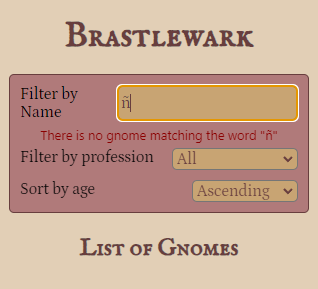 Brastlewark
Filter by
Name
ñ
There is no gnome matching the word "ñ"
Filter by profession
All
Sort by age
Ascending
List of Gnomes